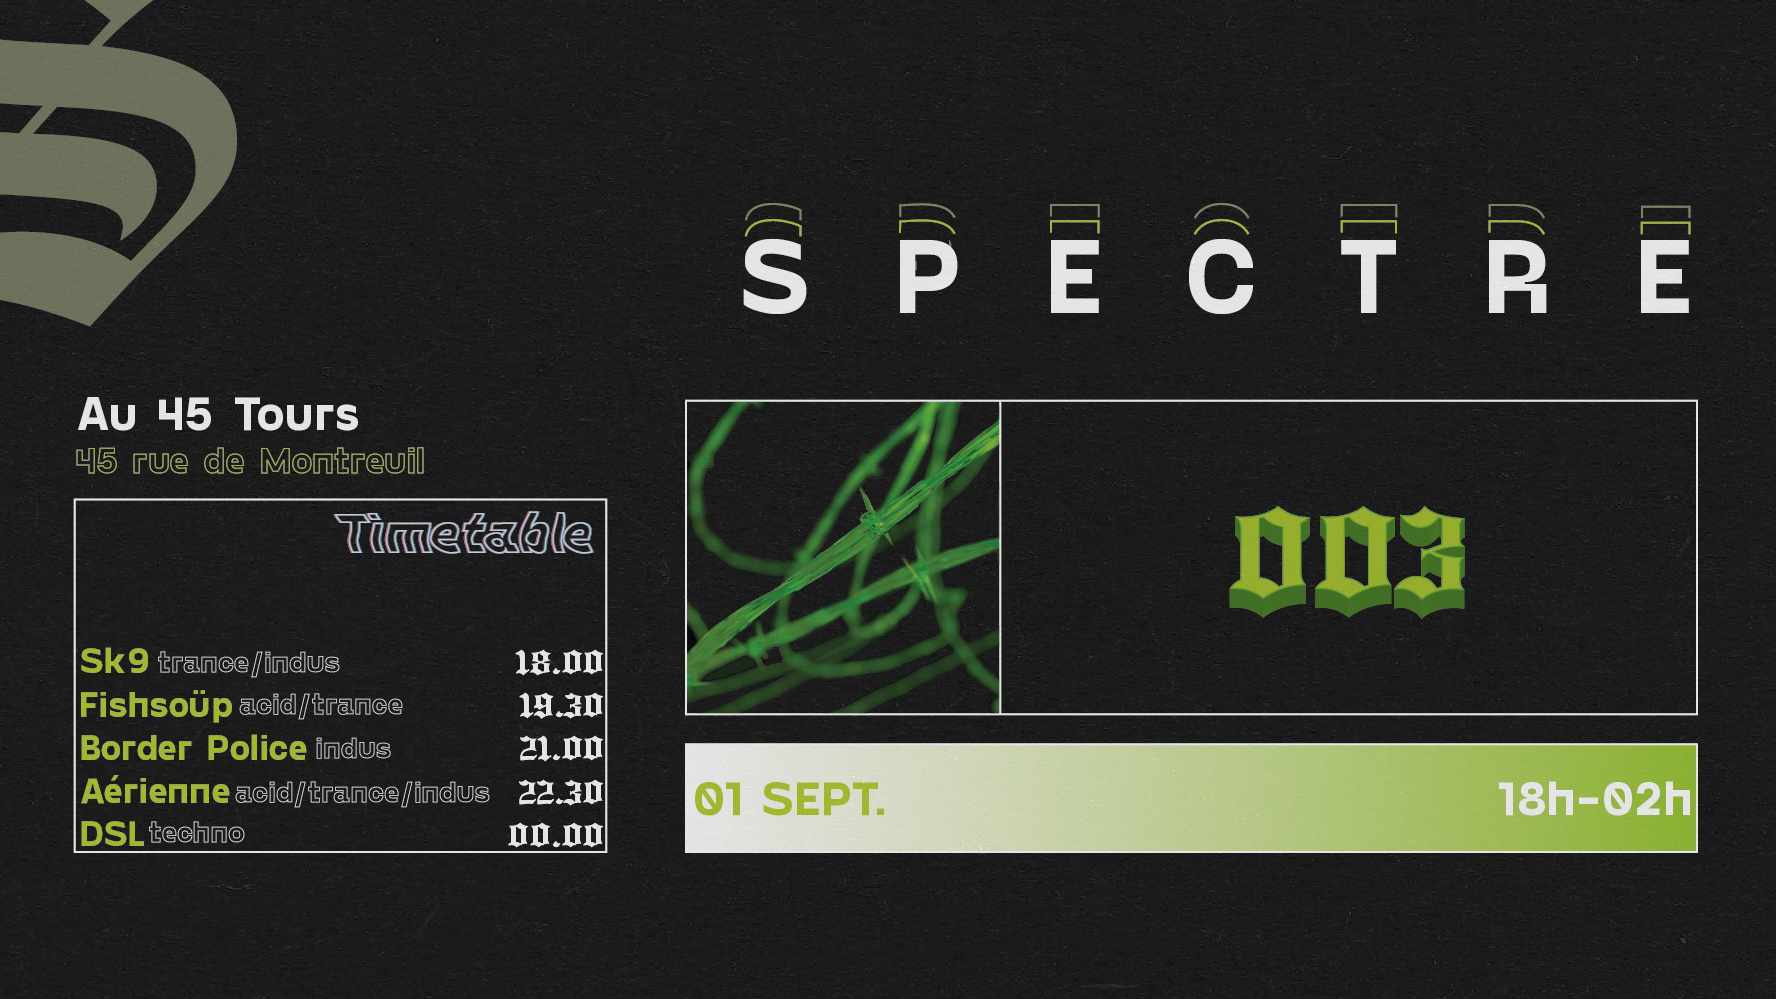 S
SPECTRE
Au 45 Tours
45 rue de Montreuil
Timetable
Sk9 trance/indus 18.00
Fishsoüp acid/trance 19.30
Border Police indus 21.00
Aérienne acid/trance/indus 22.30
DSL techno 00.00
003
01 SEPT. 18h-02h